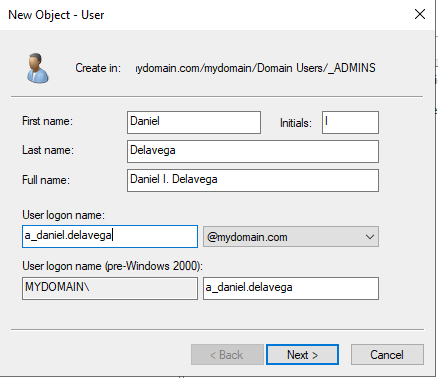 New Object - User
Create in: mydomain.com/mydomain/Domain Users/_ADMINS
First name: Daniel Initials: I
Last name: Delavega
Full name: Daniel I. Delavega
User logon name:
a_daniel.delavega @mydomain.com
User logon name (pre-Windows 2000):
MYDOMAIN\ a_daniel.delavega
< Back Next > Cancel